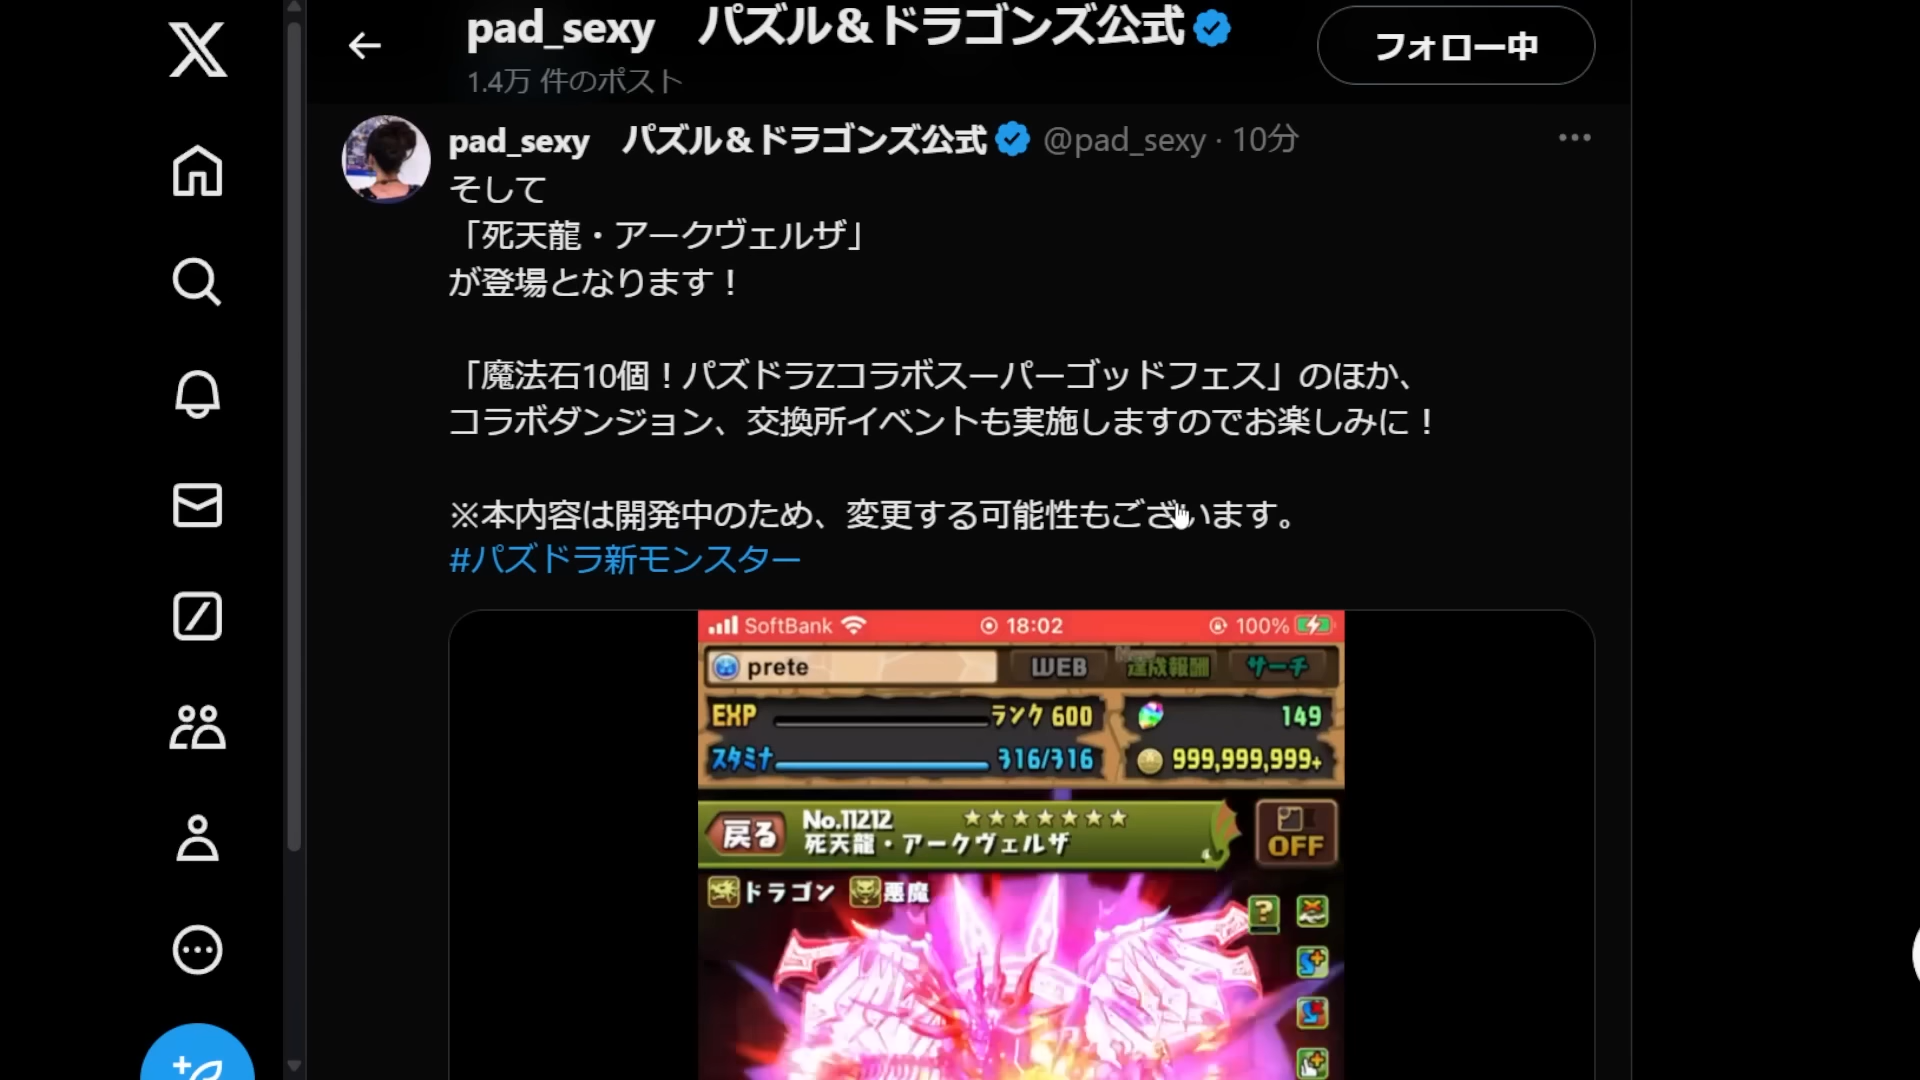 pad_sexy　パズル＆ドラゴンズ公式
1.4万 件のポスト
フォロー中
pad_sexy　パズル＆ドラゴンズ公式 @pad_sexy · 10分
そして
「死天龍・アークヴェルザ」
が登場となります！
「魔法石10個！パズドラZコラボスーパーゴッドフェス」のほか、
コラボダンジョン、交換所イベントも実施しますのでお楽しみに！
※本内容は開発中のため、変更する可能性もございます。
#パズドラ新モンスター
SoftBank 18:02 100%
prete WEB 達成報酬 サーチ
EXP ランク 600 149
スタミナ 316/316 999,999,999+
戻る No.11212 ★★★★★★★
死天龍・アークヴェルザ OFF
ドラゴン 悪魔